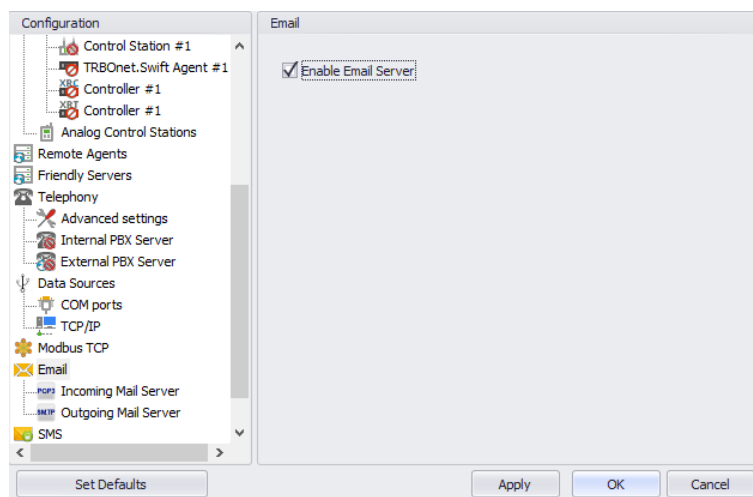 Configuration
Control Station #1
TRBOnet.Swift Agent #1
XRC
Controller #1
XRT
Controller #1
Analog Control Stations
Remote Agents
Friendly Servers
Telephony
Advanced settings
Internal PBX Server
External PBX Server
Data Sources
COM ports
TCP/IP
Modbus TCP
Email
POP3 Incoming Mail Server
SMTP Outgoing Mail Server
SMS
Set Defaults
Email
Enable Email Server
Apply
OK
Cancel